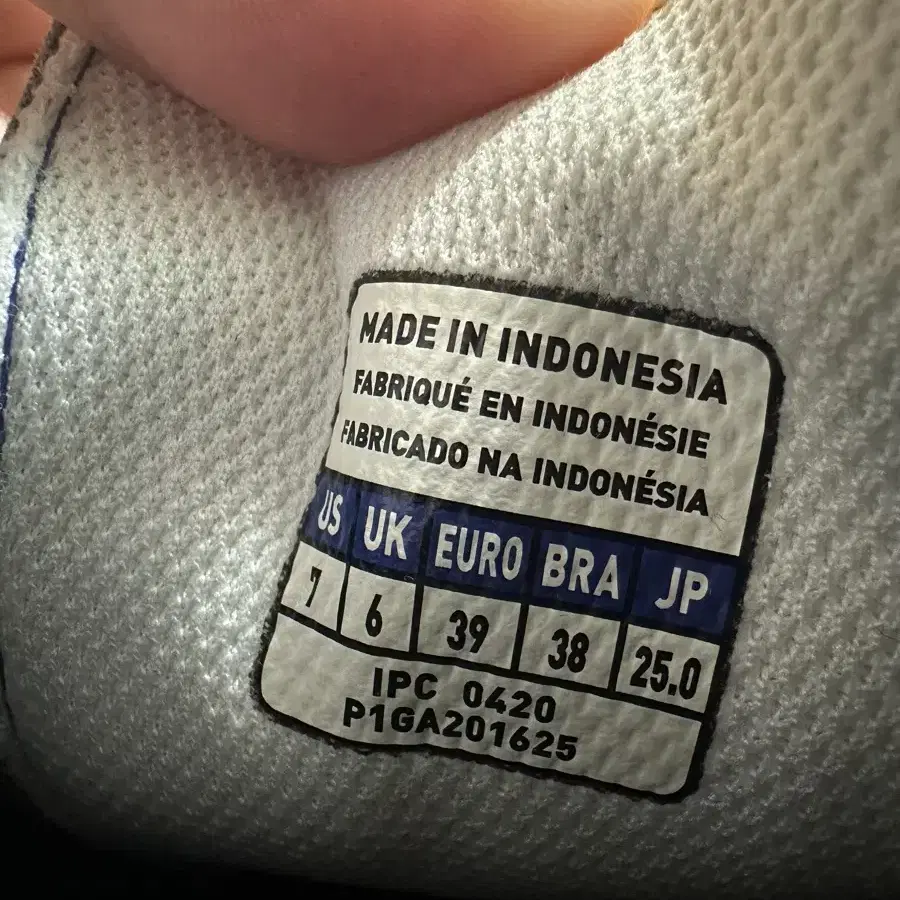 MADE IN INDONESIA
FABRIQUÉ EN INDONÉSIE
FABRICADO NA INDONÉSIA
US UK EURO BRA JP
7 6 39 38 25.0
IPC 0420
P1GA201625